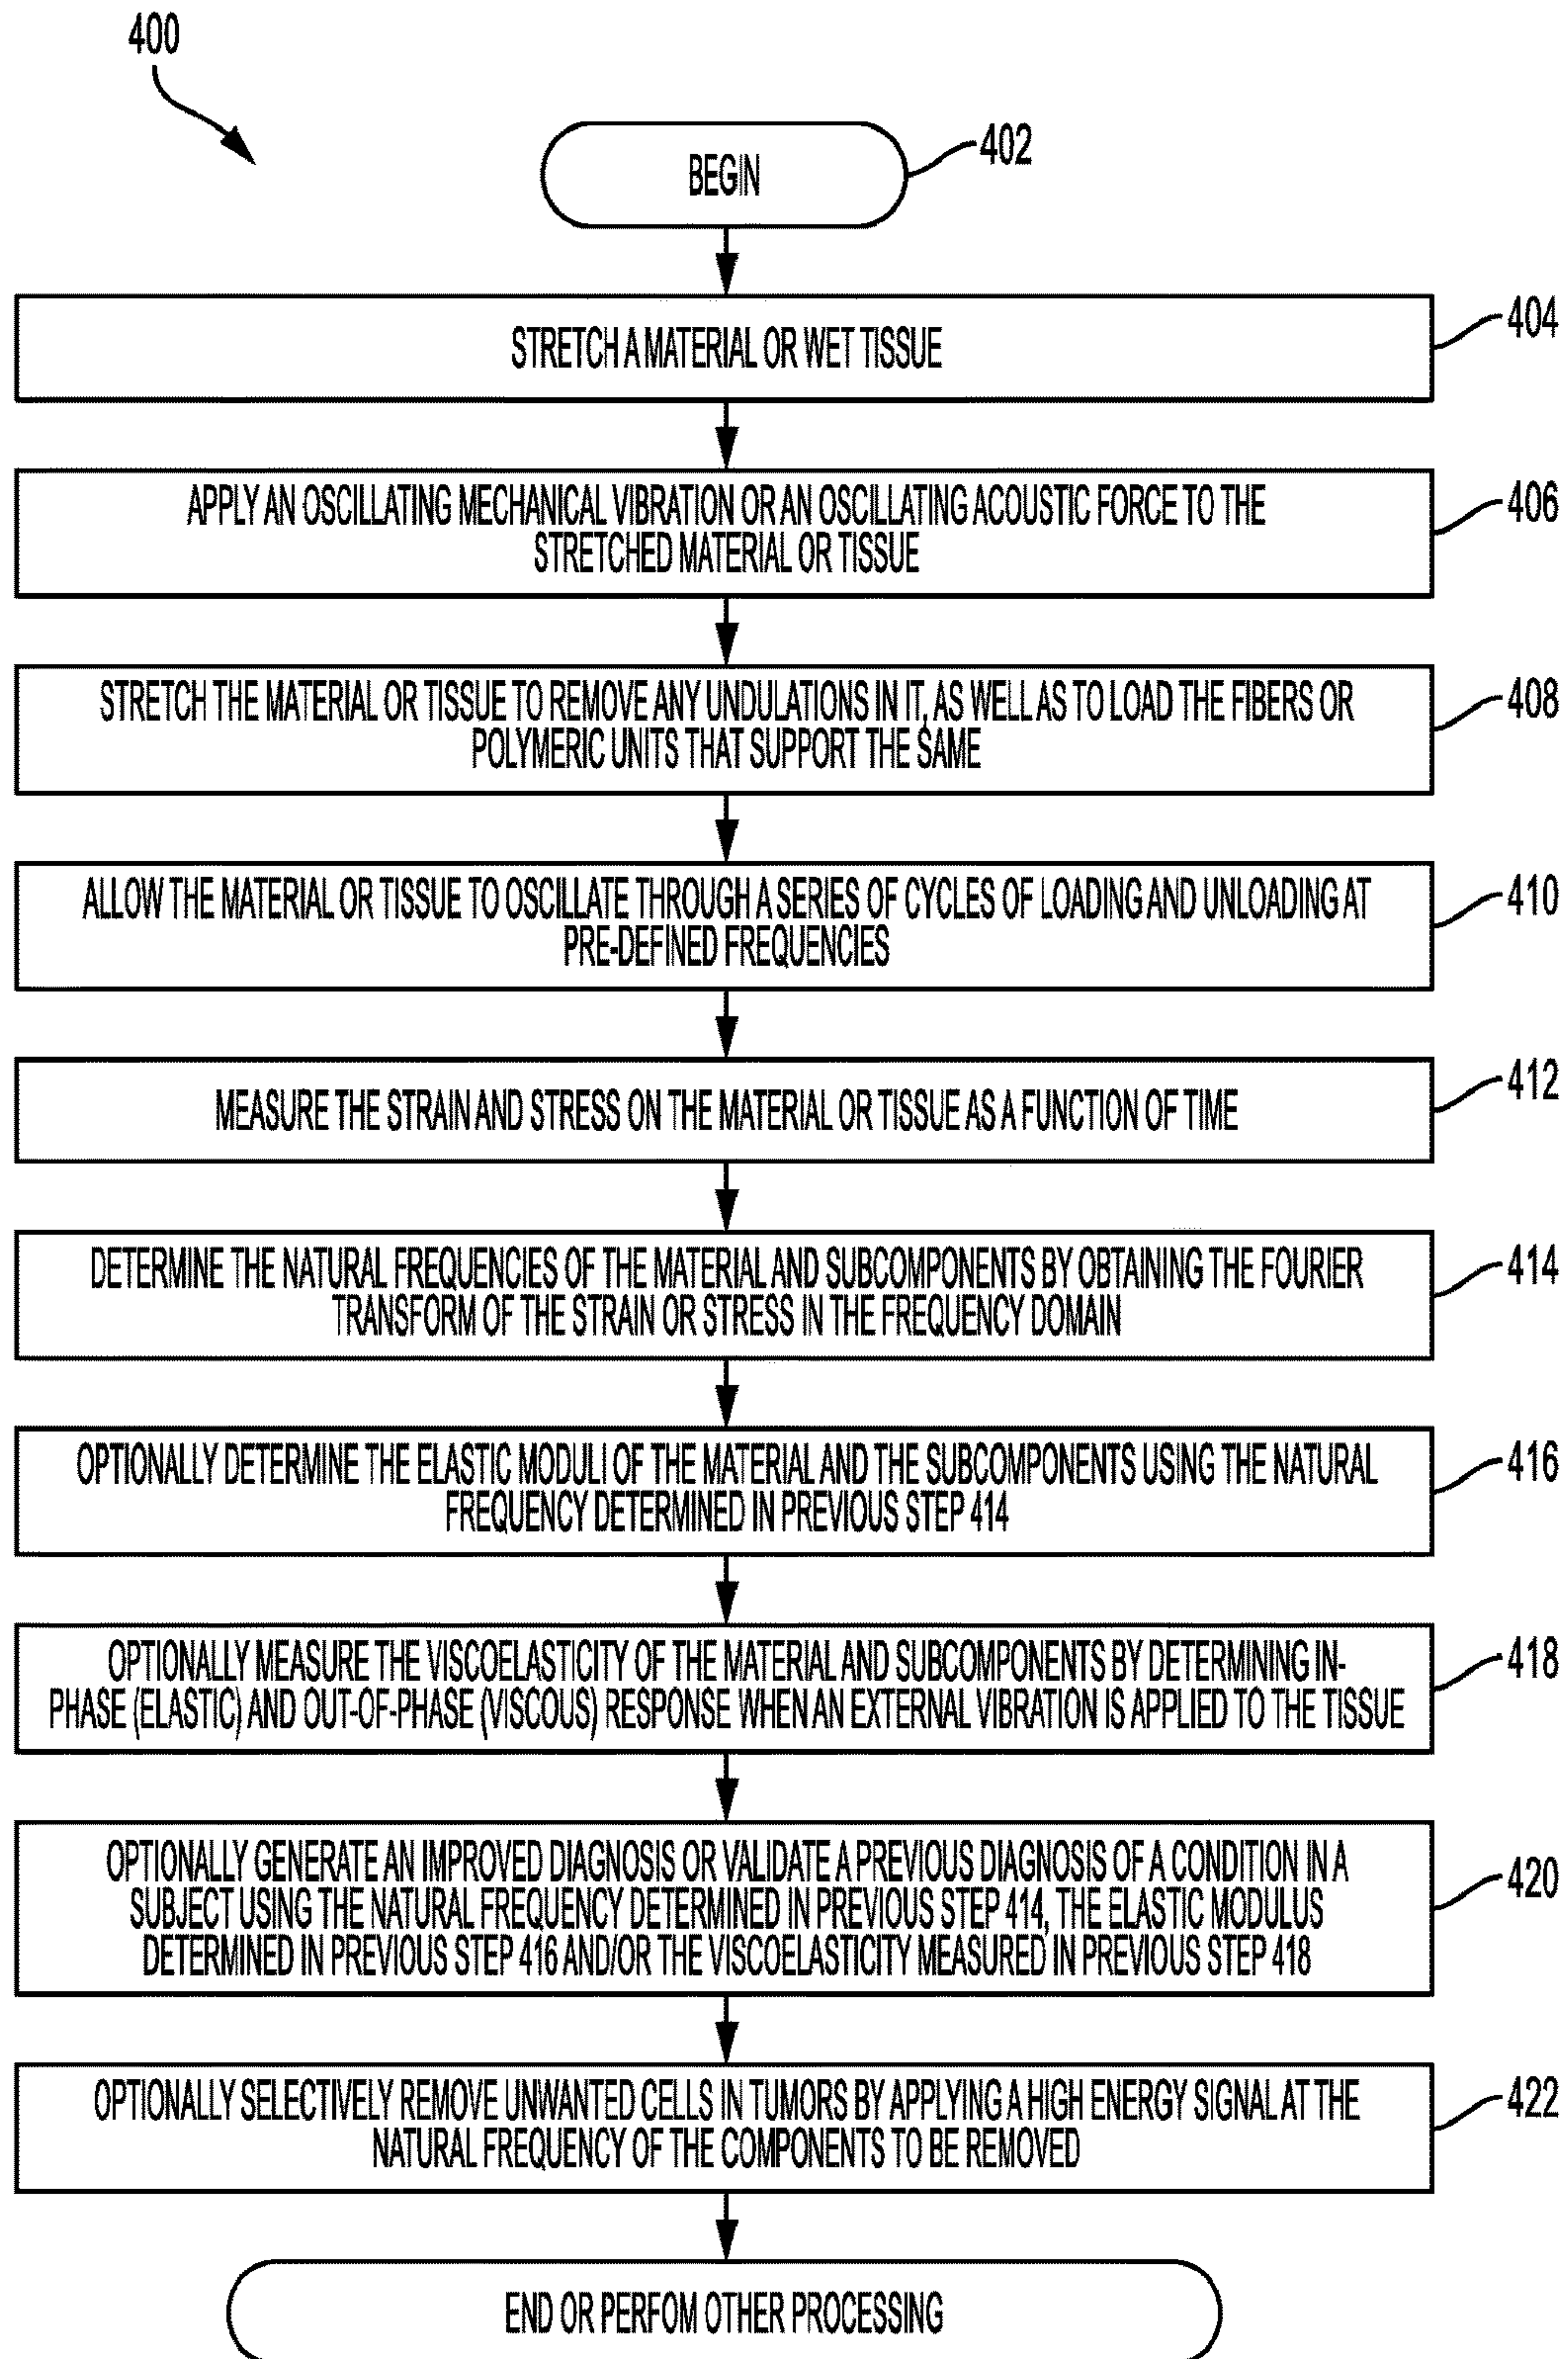 400
BEGIN
402
STRETCH A MATERIAL OR WET TISSUE
404
APPLY AN OSCILLATING MECHANICAL VIBRATION OR AN OSCILLATING ACOUSTIC FORCE TO THE
STRETCHED MATERIAL OR TISSUE
406
STRETCH THE MATERIAL OR TISSUE TO REMOVE ANY UNDULATIONS IN IT, AS WELL AS TO LOAD THE FIBERS OR
POLYMERIC UNITS THAT SUPPORT THE SAME
408
ALLOW THE MATERIAL OR TISSUE TO OSCILLATE THROUGH A SERIES OF CYCLES OF LOADING AND UNLOADING AT
PRE-DEFINED FREQUENCIES
410
MEASURE THE STRAIN AND STRESS ON THE MATERIAL OR TISSUE AS A FUNCTION OF TIME
412
DETERMINE THE NATURAL FREQUENCIES OF THE MATERIAL AND SUBCOMPONENTS BY OBTAINING THE FOURIER
TRANSFORM OF THE STRAIN OR STRESS IN THE FREQUENCY DOMAIN
414
OPTIONALLY DETERMINE THE ELASTIC MODULI OF THE MATERIAL AND THE SUBCOMPONENTS USING THE NATURAL
FREQUENCY DETERMINED IN PREVIOUS STEP 414
416
OPTIONALLY MEASURE THE VISCOELASTICITY OF THE MATERIAL AND SUBCOMPONENTS BY DETERMINING IN-
PHASE (ELASTIC) AND OUT-OF-PHASE (VISCOUS) RESPONSE WHEN AN EXTERNAL VIBRATION IS APPLIED TO THE TISSUE
418
OPTIONALLY GENERATE AN IMPROVED DIAGNOSIS OR VALIDATE A PREVIOUS DIAGNOSIS OF A CONDITION IN A
SUBJECT USING THE NATURAL FREQUENCY DETERMINED IN PREVIOUS STEP 414, THE ELASTIC MODULUS
DETERMINED IN PREVIOUS STEP 416 AND/OR THE VISCOELASTICITY MEASURED IN PREVIOUS STEP 418
420
OPTIONALLY SELECTIVELY REMOVE UNWANTED CELLS IN TUMORS BY APPLYING A HIGH ENERGY SIGNAL AT THE
NATURAL FREQUENCY OF THE COMPONENTS TO BE REMOVED
422
END OR PERFOM OTHER PROCESSING